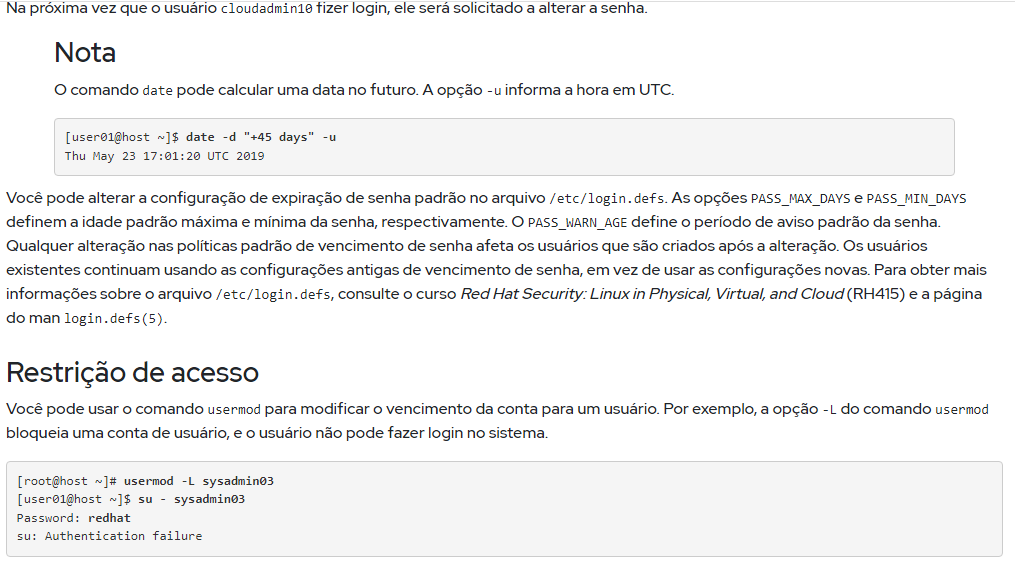 Na próxima vez que o usuário cloudadmin10 fizer login, ele será solicitado a alterar a senha.
Nota
O comando date pode calcular uma data no futuro. A opção -u informa a hora em UTC.
[user01@host ~]$ date -d "+45 days" -u
Thu May 23 17:01:20 UTC 2019
Você pode alterar a configuração de expiração de senha padrão no arquivo /etc/login.defs. As opções PASS_MAX_DAYS e PASS_MIN_DAYS
definem a idade padrão máxima e mínima da senha, respectivamente. O PASS_WARN_AGE define o período de aviso padrão da senha.
Qualquer alteração nas políticas padrão de vencimento de senha afeta os usuários que são criados após a alteração. Os usuários
existentes continuam usando as configurações antigas de vencimento de senha, em vez de usar as configurações novas. Para obter mais
informações sobre o arquivo /etc/login.defs, consulte o curso Red Hat Security: Linux in Physical, Virtual, and Cloud (RH415) e a página
do man login.defs(5).
Restrição de acesso
Você pode usar o comando usermod para modificar o vencimento da conta para um usuário. Por exemplo, a opção -L do comando usermod
bloqueia uma conta de usuário, e o usuário não pode fazer login no sistema.
[root@host ~]# usermod -L sysadmin03
[user01@host ~]$ su - sysadmin03
Password: redhat
su: Authentication failure